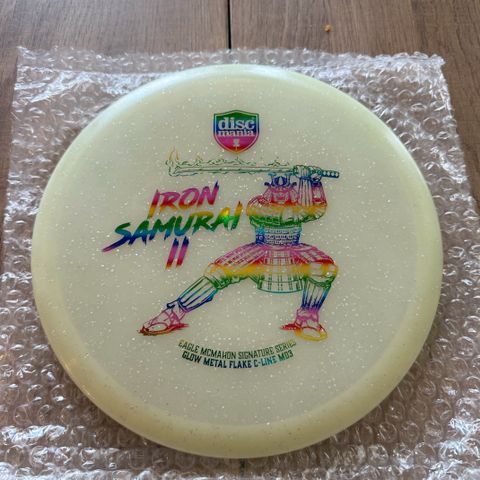 disc
mania
IRON
SAMURAI
II
EAGLE MCMAHON SIGNATURE SERIES
GLOW METAL FLAKE C-LINE MD3